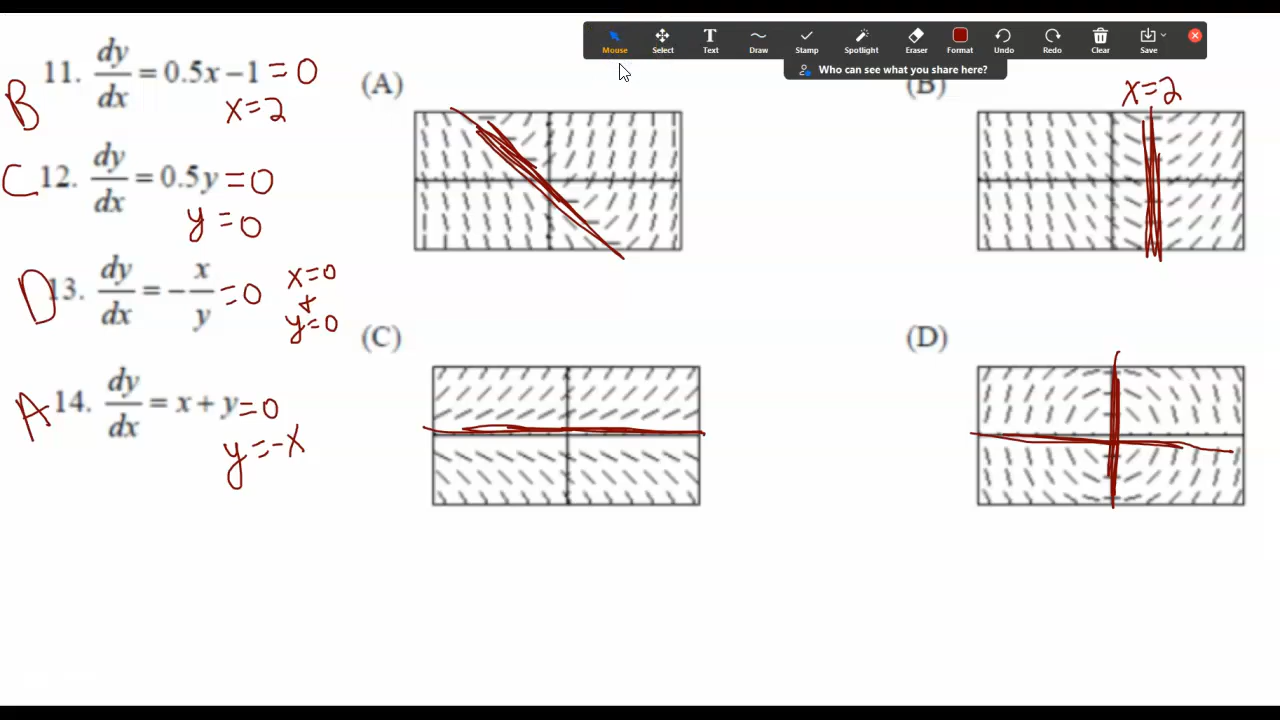 Mouse Select Text Draw Stamp Spotlight Eraser Format Undo Redo Clear Save
Who can see what you share here?
B 11. dy/dx = 0.5x – 1 = 0
x = 2
C 12. dy/dx = 0.5y = 0
y = 0
D 13. dy/dx = – x/y = 0
x = 0
+
y = 0
A 14. dy/dx = x + y = 0
y = -x
(A)
(B)
x = 2
(C)
(D)